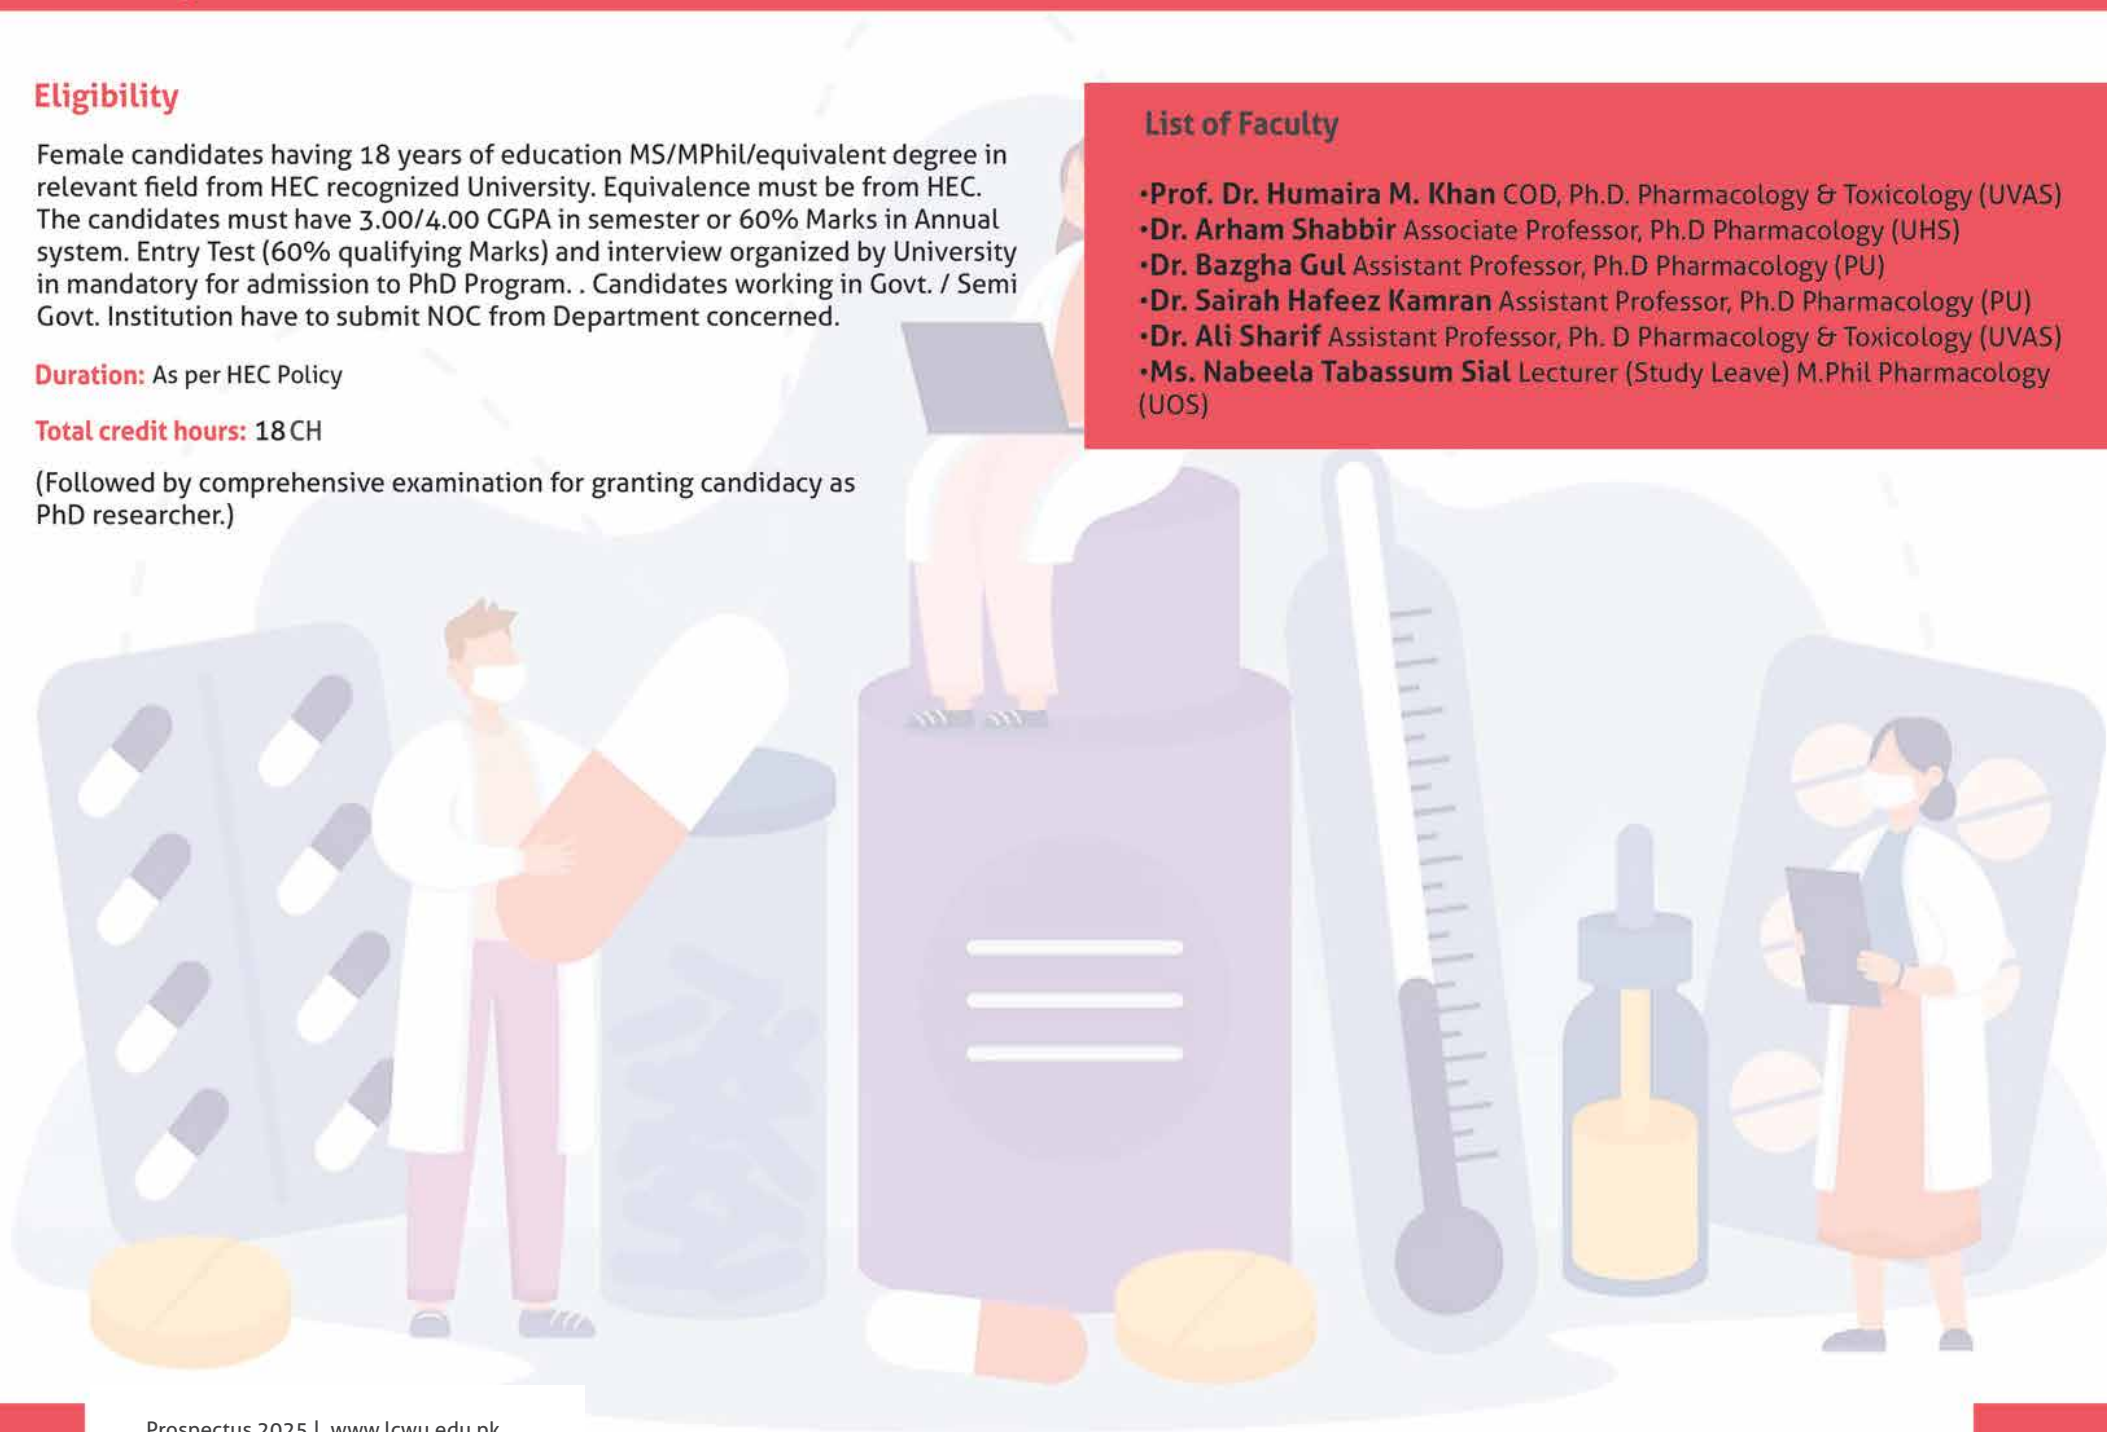 Eligibility
Female candidates having 18 years of education MS/MPhil/equivalent degree in
relevant field from HEC recognized University. Equivalence must be from HEC.
The candidates must have 3.00/4.00 CGPA in semester or 60% Marks in Annual
system. Entry Test (60% qualifying Marks) and interview organized by University
in mandatory for admission to PhD Program. . Candidates working in Govt. / Semi
Govt. Institution have to submit NOC from Department concerned.
Duration: As per HEC Policy
Total credit hours: 18 CH
(Followed by comprehensive examination for granting candidacy as
PhD researcher.)
List of Faculty
•Prof. Dr. Humaira M. Khan COD, Ph.D. Pharmacology & Toxicology (UVAS)
•Dr. Arham Shabbir Associate Professor, Ph.D Pharmacology (UHS)
•Dr. Bazgha Gul Assistant Professor, Ph.D Pharmacology (PU)
•Dr. Sairah Hafeez Kamran Assistant Professor, Ph.D Pharmacology (PU)
•Dr. Ali Sharif Assistant Professor, Ph. D Pharmacology & Toxicology (UVAS)
•Ms. Nabeela Tabassum Sial Lecturer (Study Leave) M.Phil Pharmacology
(UOS)
Prospectus 2025 | www.lcwu.edu.pk